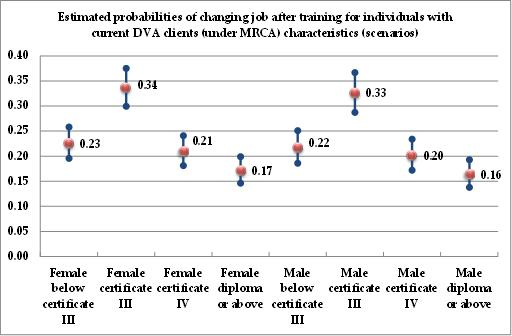 Estimated probabilities of changing job after training for individuals with
current DVA clients (under MRCA) characteristics (scenarios)
0.40
0.35
0.30
0.25
0.20
0.15
0.10
0.05
0.00
0.23
0.34
0.21
0.17
0.22
0.33
0.20
0.16
Female
below
certificate
III
Female
certificate
III
Female
certificate
IV
Female
diploma
or above
Male
below
certificate
III
Male
certificate
III
Male
certificate
IV
Male
diploma
or above